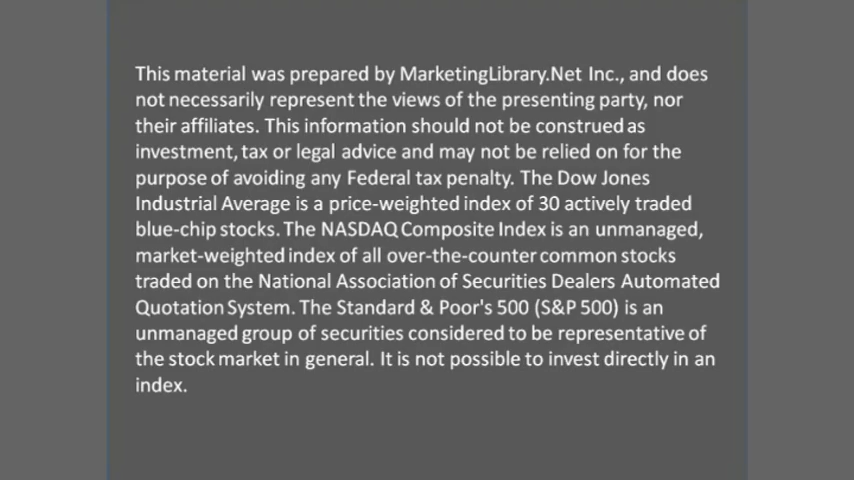 This material was prepared by MarketingLibrary.Net Inc., and does
not necessarily represent the views of the presenting party, nor
their affiliates. This information should not be construed as
investment, tax or legal advice and may not be relied on for the
purpose of avoiding any Federal tax penalty. The Dow Jones
Industrial Average is a price-weighted index of 30 actively traded
blue-chip stocks. The NASDAQ Composite Index is an unmanaged,
market-weighted index of all over-the-counter common stocks
traded on the National Association of Securities Dealers Automated
Quotation System. The Standard & Poor's 500 (S&P 500) is an
unmanaged group of securities considered to be representative of
the stock market in general. It is not possible to invest directly in an
index.